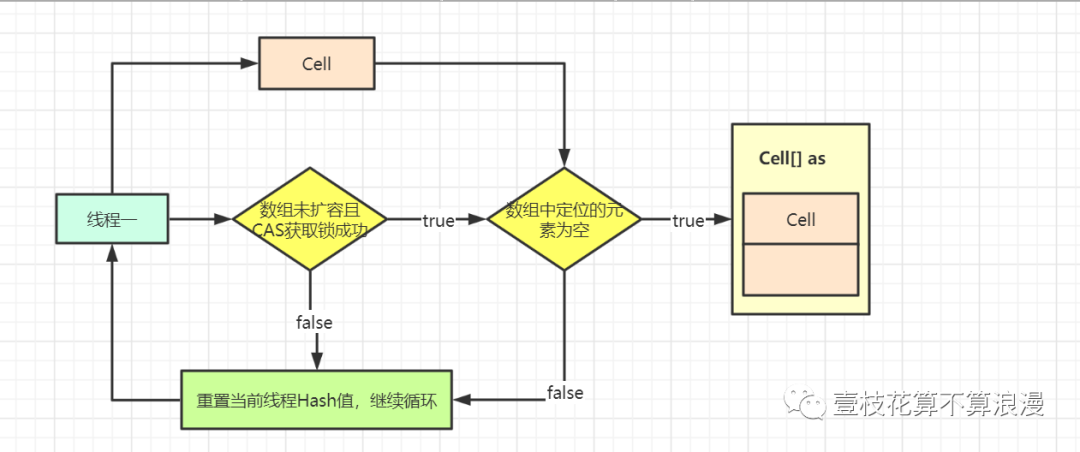 Cell
Cell[] as
线程一
数组未扩容且
CAS获取锁成功
true
数组中定位的元
素为空
true
Cell
false
重置当前线程Hash值，继续循环
false
壹枝花算不算浪漫